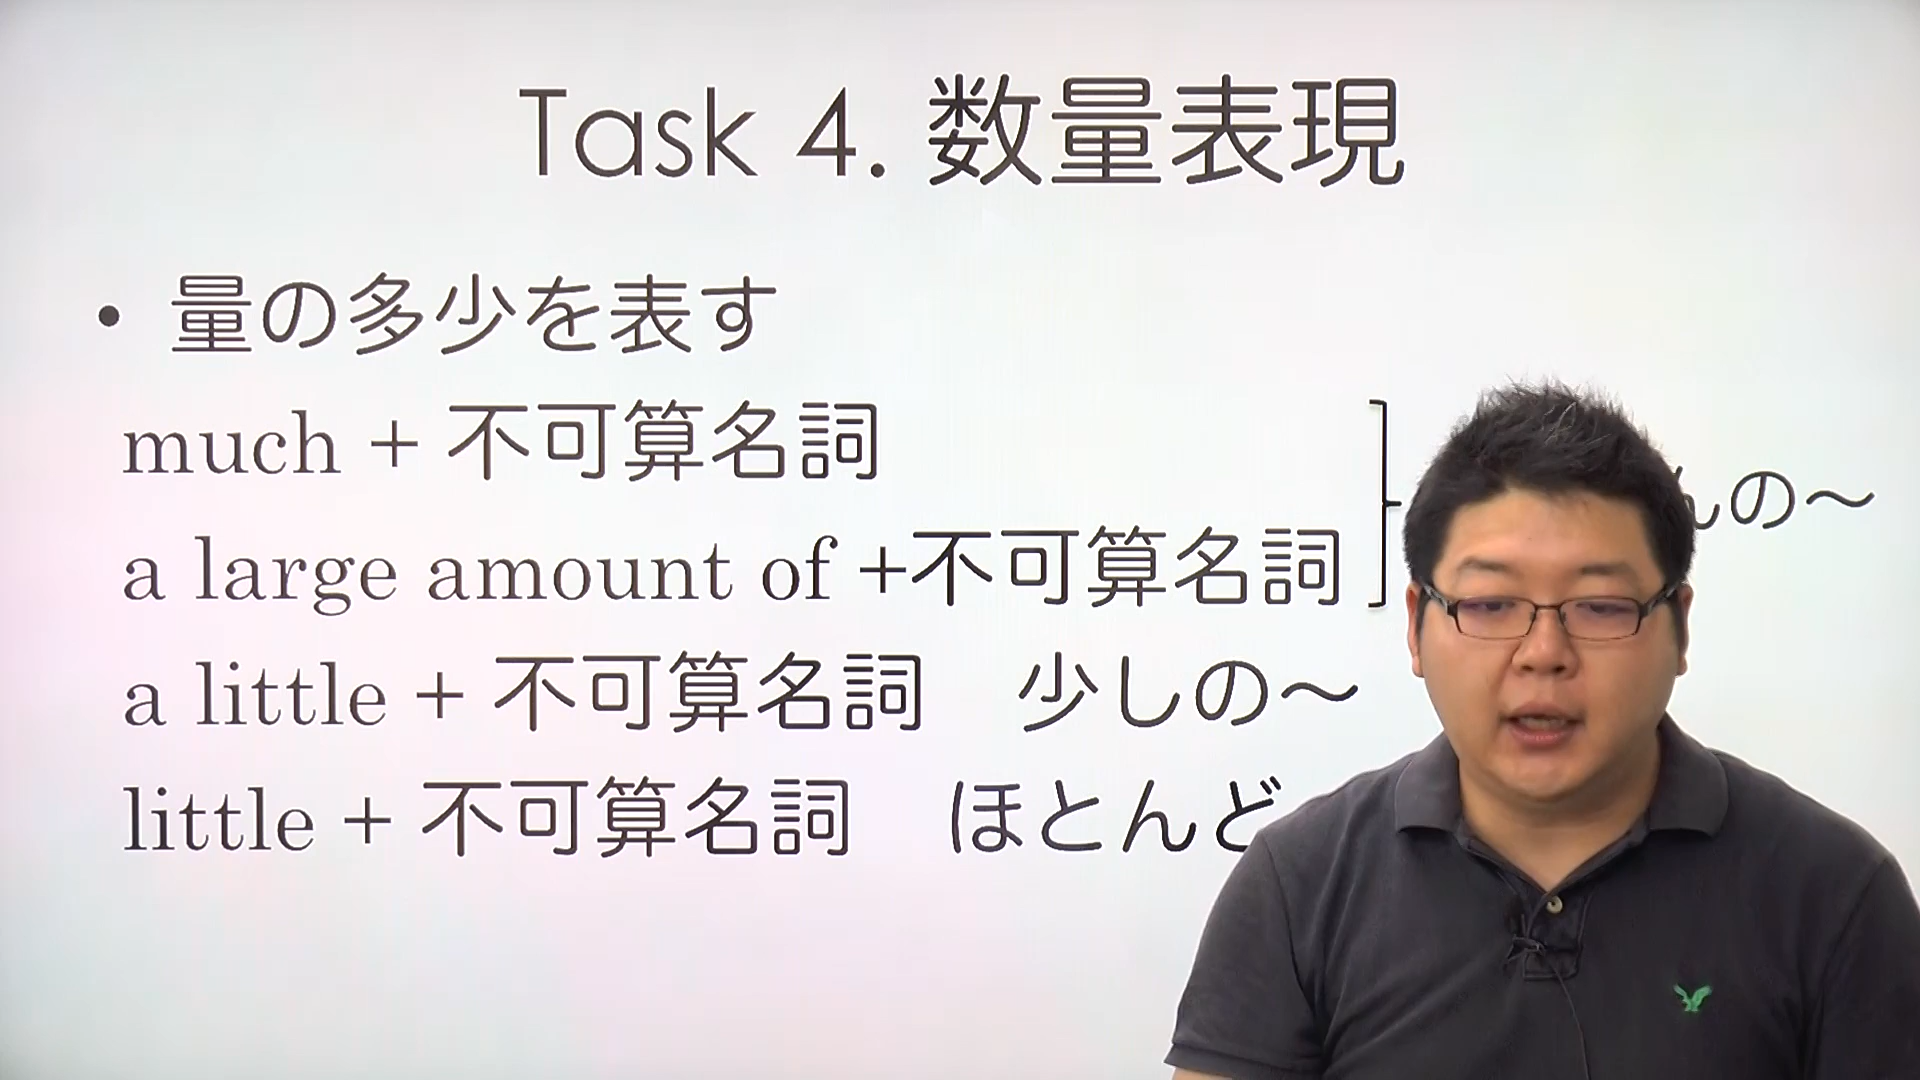 Task 4. 数量表現
• 量の多少を表す
much + 不可算名詞
んの～
a large amount of +不可算名詞
a little + 不可算名詞　少しの～
little + 不可算名詞　ほとんど